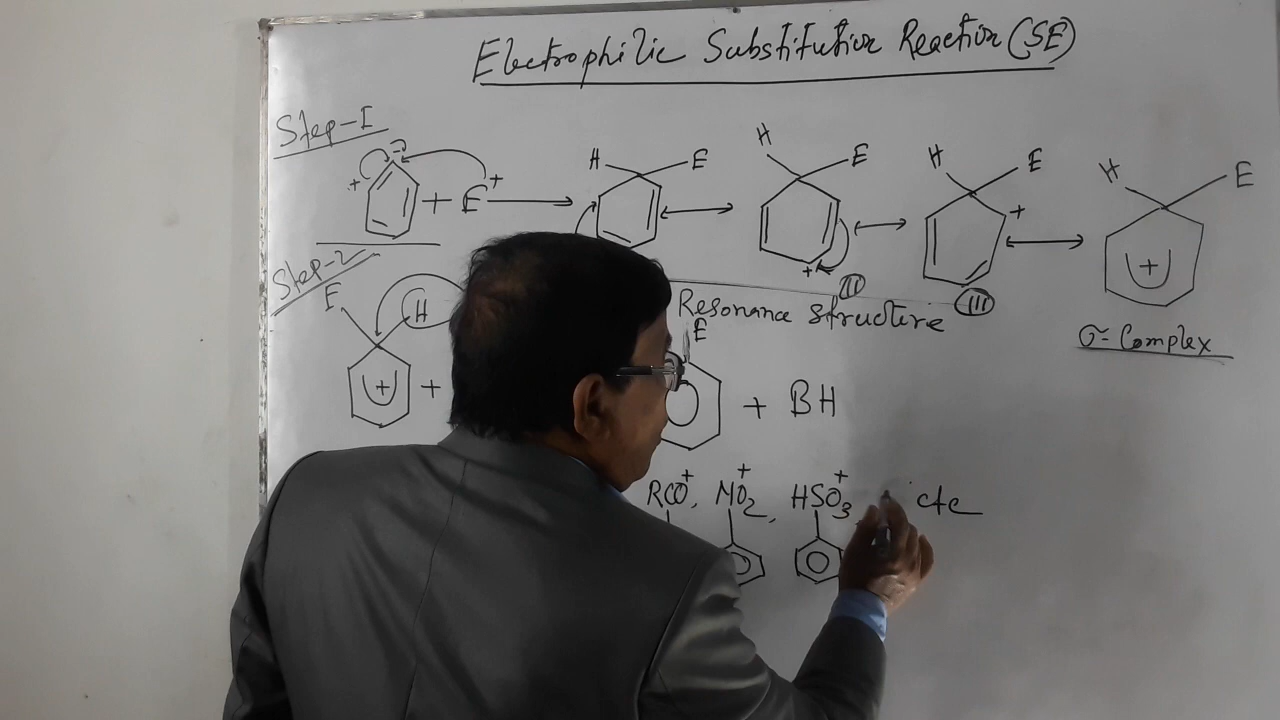 Electrophilic Substitution Reaction (SE)
Step-I
+ - + E+ → H E ↔ H E + ↔ H E + ↔ H E +
II III
Resonance structure
σ-Complex
Step-2
E H + + E + BH
RCO+, NO2+, HSO3+ etc